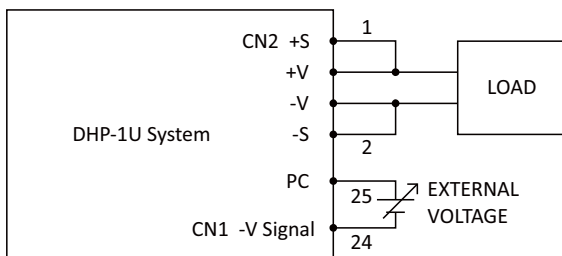 CN2 +S 1
+V
-V
DHP-1U System
-S 2
LOAD
PC 25
CN1 -V Signal 24
EXTERNAL
VOLTAGE